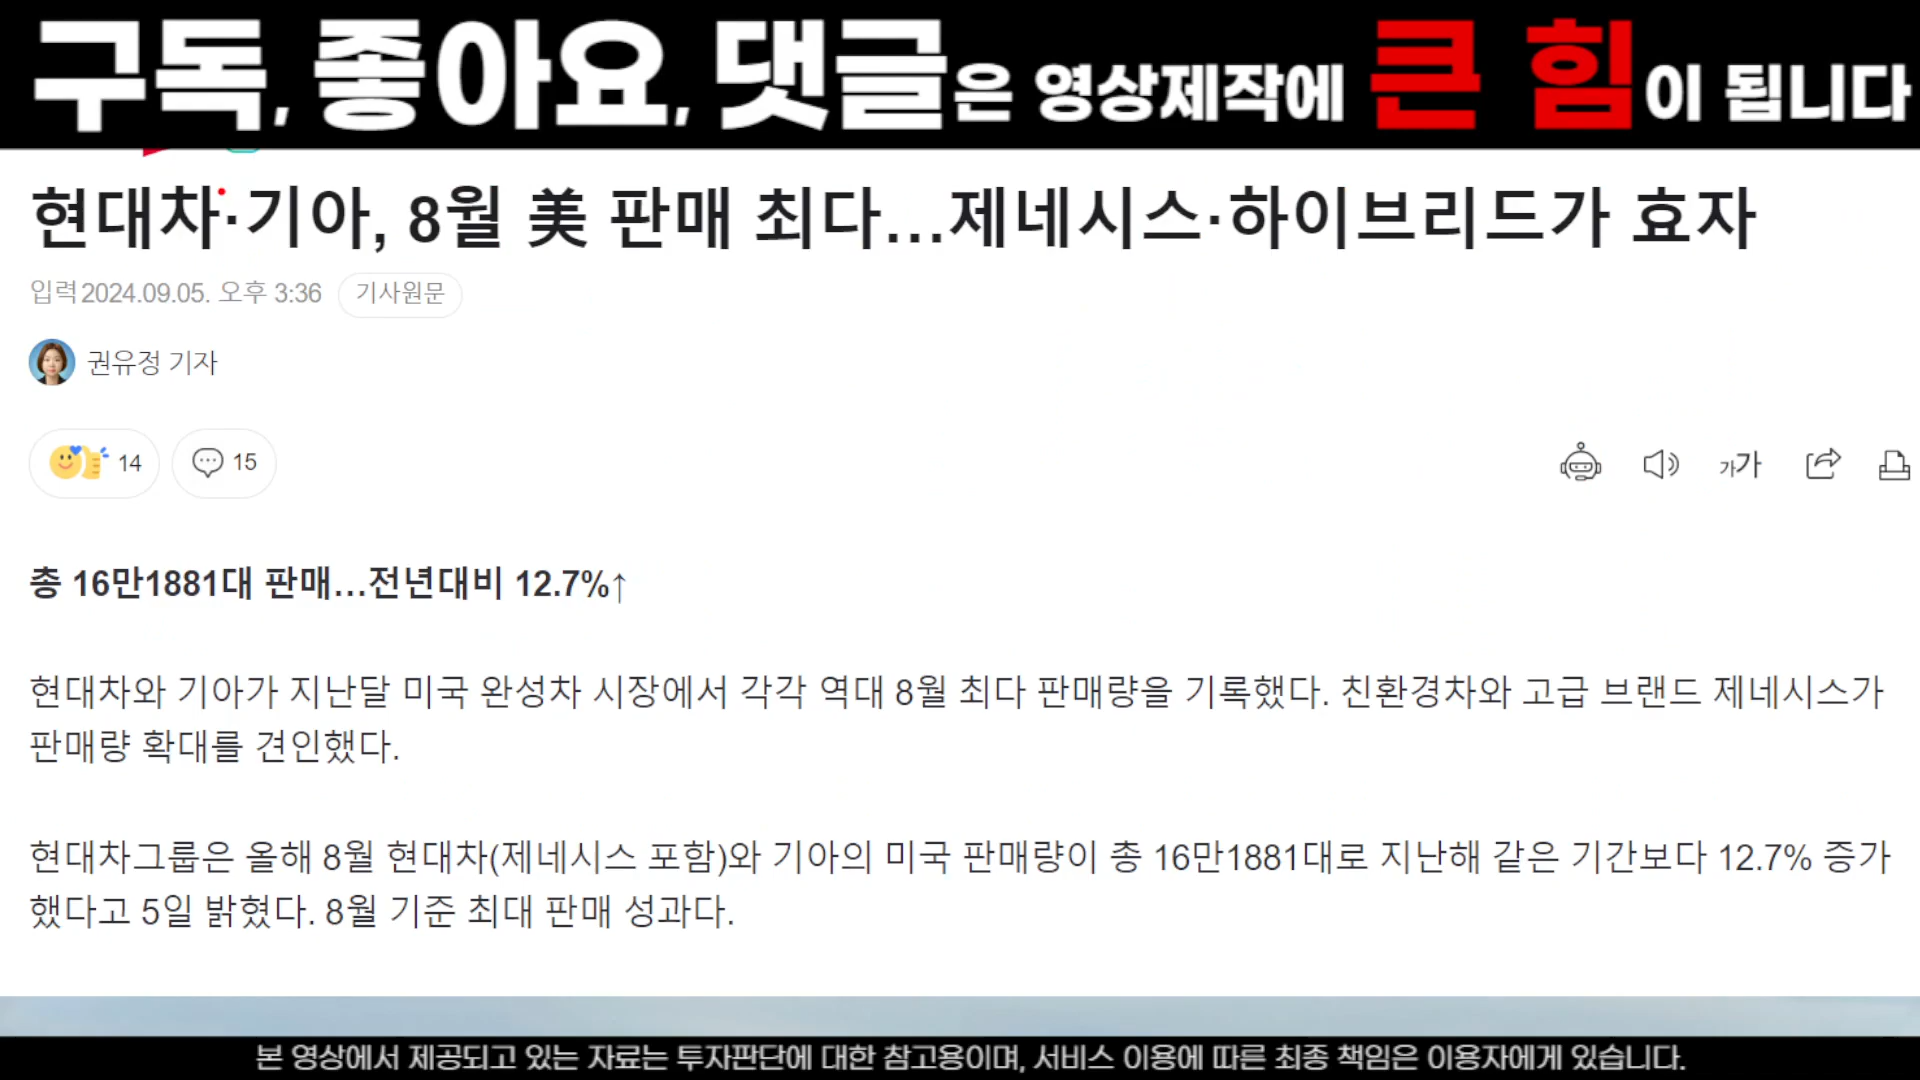 구독, 좋아요, 댓글은 영상제작에 큰 힘이 됩니다
현대차·기아, 8월 美 판매 최다...제네시스·하이브리드가 효자
입력 2024.09.05. 오후 3:36 기사원문
권유정 기자
14 15 가가
총 16만1881대 판매...전년대비 12.7%↑
현대차와 기아가 지난달 미국 완성차 시장에서 각각 역대 8월 최다 판매량을 기록했다. 친환경차와 고급 브랜드 제네시스가
판매량 확대를 견인했다.
현대차그룹은 올해 8월 현대차(제네시스 포함)와 기아의 미국 판매량이 총 16만1881대로 지난해 같은 기간보다 12.7% 증가
했다고 5일 밝혔다. 8월 기준 최대 판매 성과다.
본 영상에서 제공되고 있는 자료는 투자판단에 대한 참고용이며, 서비스 이용에 따른 최종 책임은 이용자에게 있습니다.